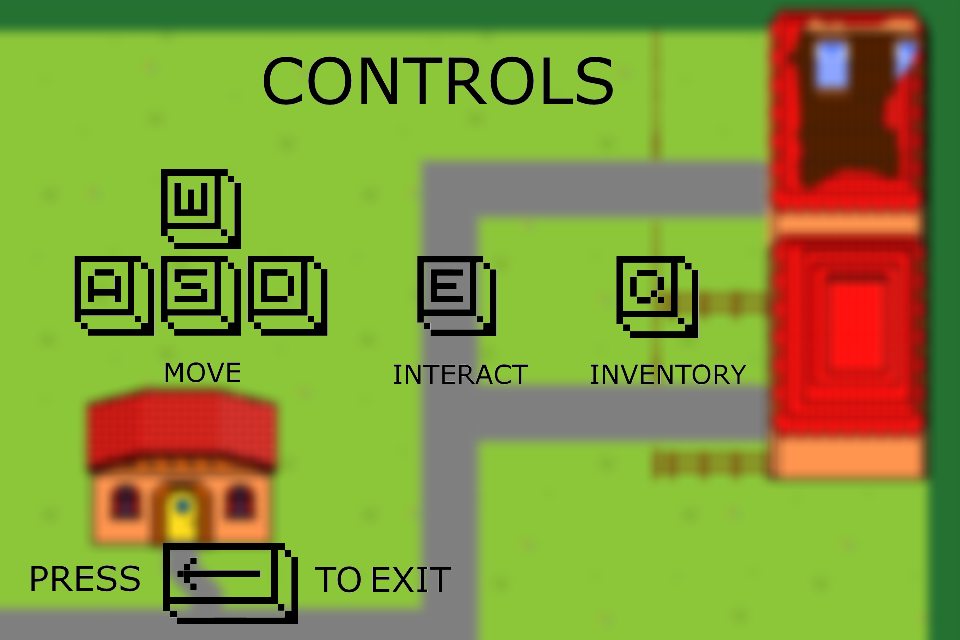 CONTROLS
W
A S D E Q
MOVE INTERACT INVENTORY
PRESS ← TO EXIT